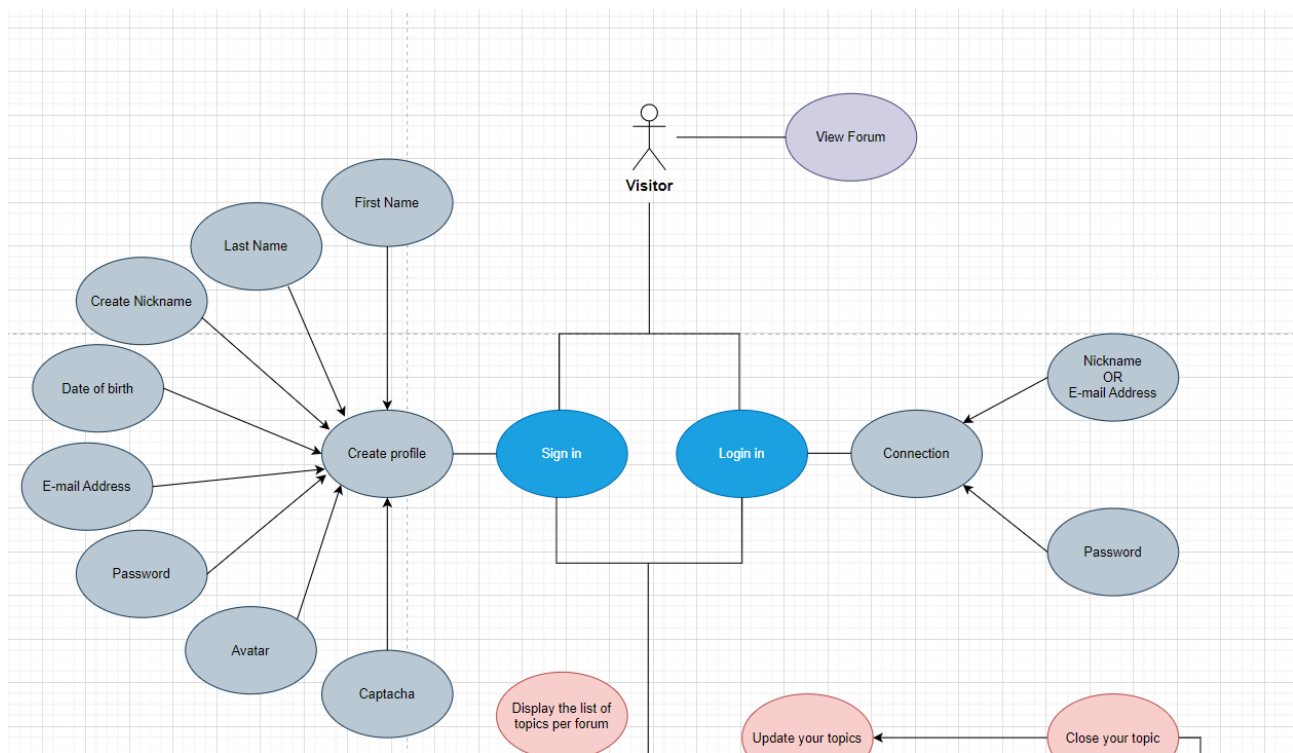 View Forum
Visitor
First Name
Last Name
Create Nickname
Date of birth
Nickname
OR
E-mail Address
Create profile
Sign in
Login in
Connection
E-mail Address
Password
Password
Avatar
Captacha
Display the list of
topics per forum
Update your topics
Close your topic